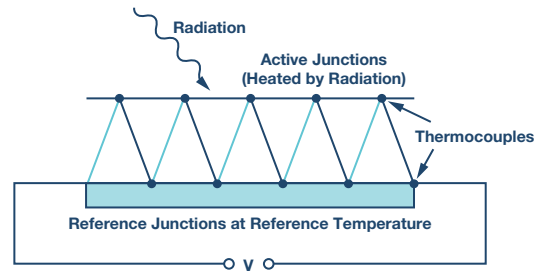 Radiation
Active Junctions
(Heated by Radiation)
Thermocouples
Reference Junctions at Reference Temperature
V